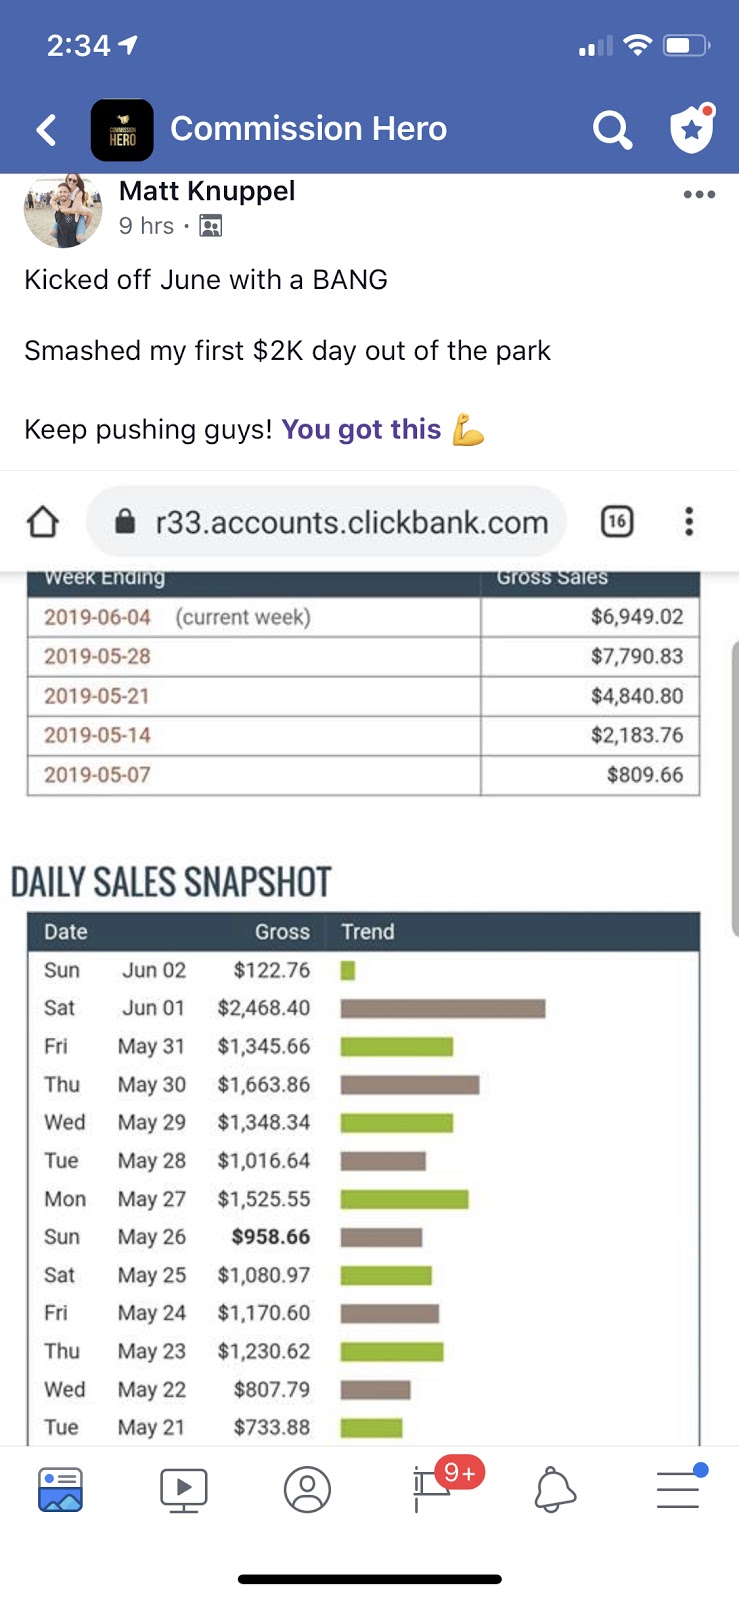 2:34
Commission Hero
COMMISSION
HERO
Matt Knuppel
9 hrs ·
Kicked off June with a BANG
Smashed my first $2K day out of the park
Keep pushing guys! You got this 💪
r33.accounts.clickbank.com 16
Week Ending Gross Sales
2019-06-04 (current week) $6,949.02
2019-05-28 $7,790.83
2019-05-21 $4,840.80
2019-05-14 $2,183.76
2019-05-07 $809.66
DAILY SALES SNAPSHOT
Date Gross Trend
Sun Jun 02 $122.76
Sat Jun 01 $2,468.40
Fri May 31 $1,345.66
Thu May 30 $1,663.86
Wed May 29 $1,348.34
Tue May 28 $1,016.64
Mon May 27 $1,525.55
Sun May 26 $958.66
Sat May 25 $1,080.97
Fri May 24 $1,170.60
Thu May 23 $1,230.62
Wed May 22 $807.79
Tue May 21 $733.88
9+